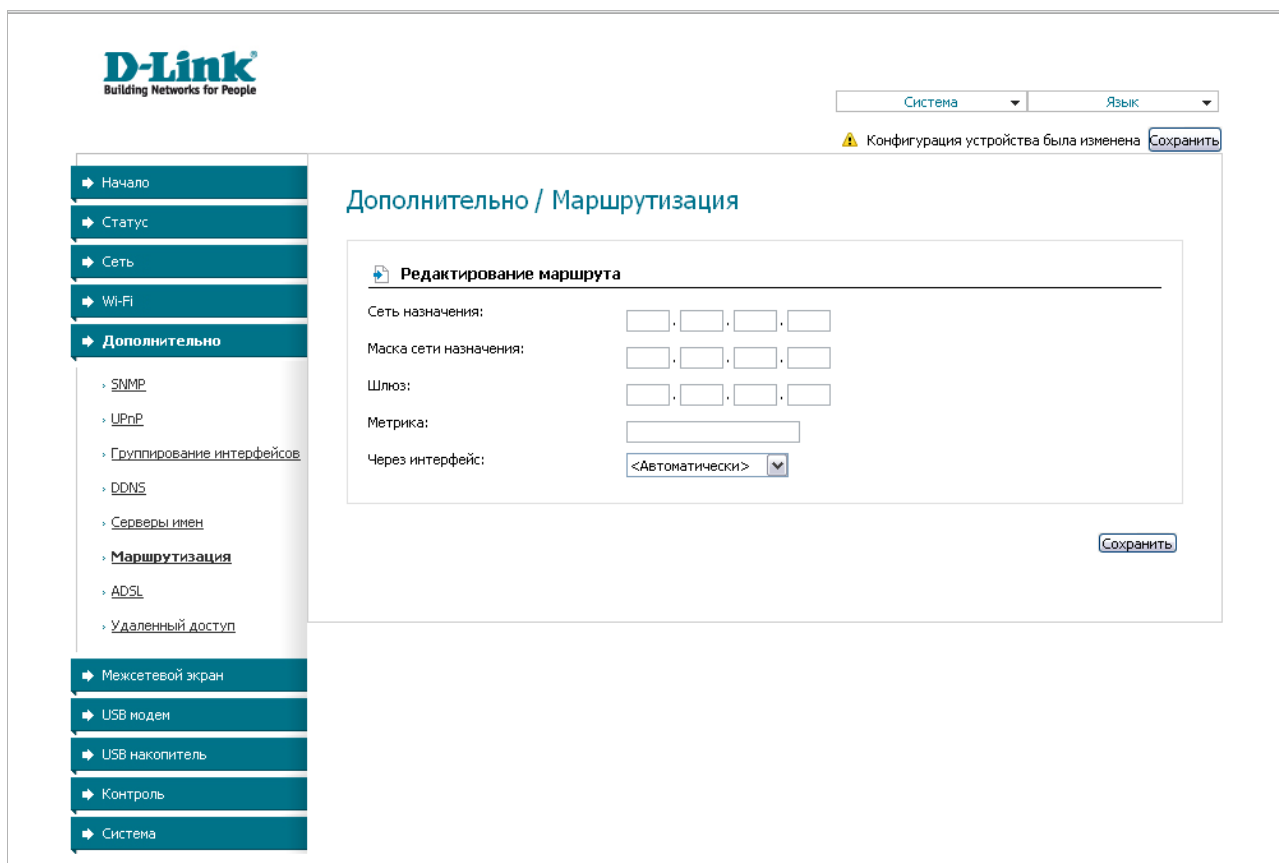 D-Link
Building Networks for People
Система
Язык
Конфигурация устройства была изменена Сохранить
Начало
Статус
Сеть
Wi-Fi
Дополнительно
SNMP
UPnP
Группирование интерфейсов
DDNS
Серверы имен
Маршрутизация
ADSL
Удаленный доступ
Межсетевой экран
USB модем
USB накопитель
Контроль
Система
Дополнительно / Маршрутизация
Редактирование маршрута
Сеть назначения:
Маска сети назначения:
Шлюз:
Метрика:
Через интерфейс: <Автоматически>
Сохранить